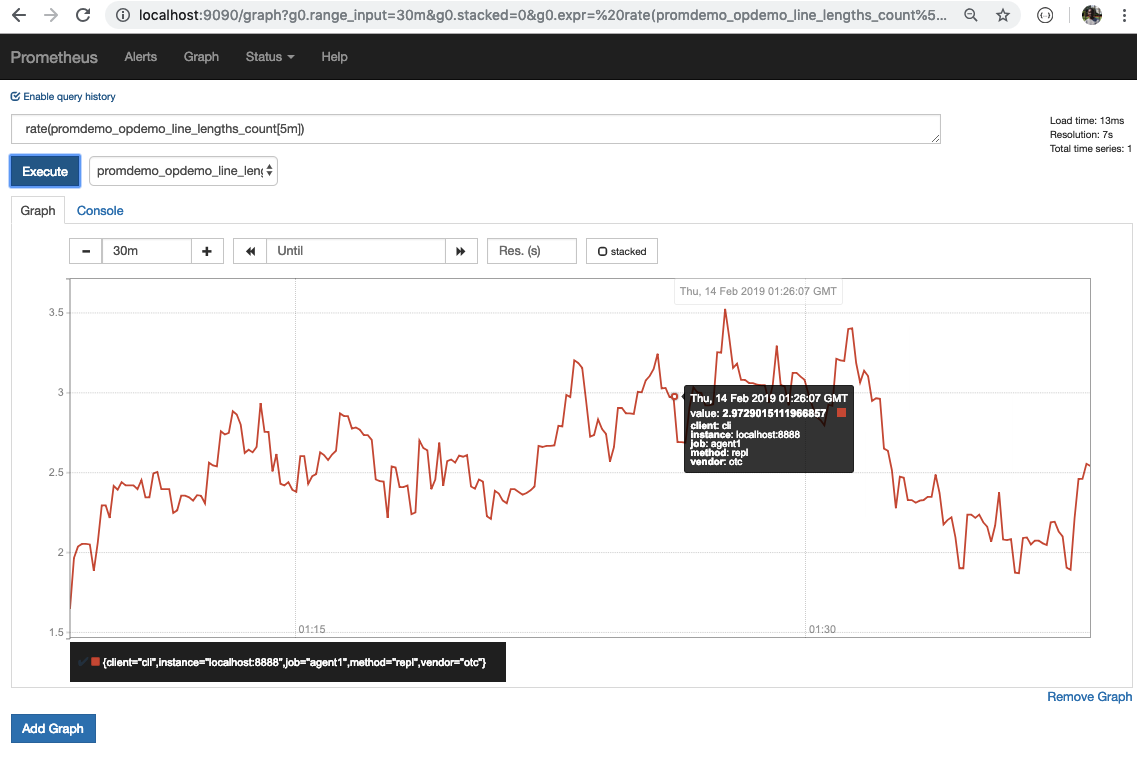 localhost:9090/graph?g0.range_input=30m&g0.stacked=0&g0.expr=%20rate(promdemo_opdemo_line_lengths_count%5...
Prometheus Alerts Graph Status Help
Enable query history
rate(promdemo_opdemo_line_lengths_count[5m])
Load time: 13ms
Resolution: 7s
Total time series: 1
Execute promdemo_opdemo_line_leng
Graph Console
− 30m + Until Res. (s) stacked
Thu, 14 Feb 2019 01:26:07 GMT
3.5
3
2.5
2
1.5
Thu, 14 Feb 2019 01:26:07 GMT
value: 2.9729015111966857
client: cli
instance: localhost:8888
job: agent1
method: repl
vendor: otc
01:15 01:30
{client="cli",instance="localhost:8888",job="agent1",method="repl",vendor="otc"}
Remove Graph
Add Graph